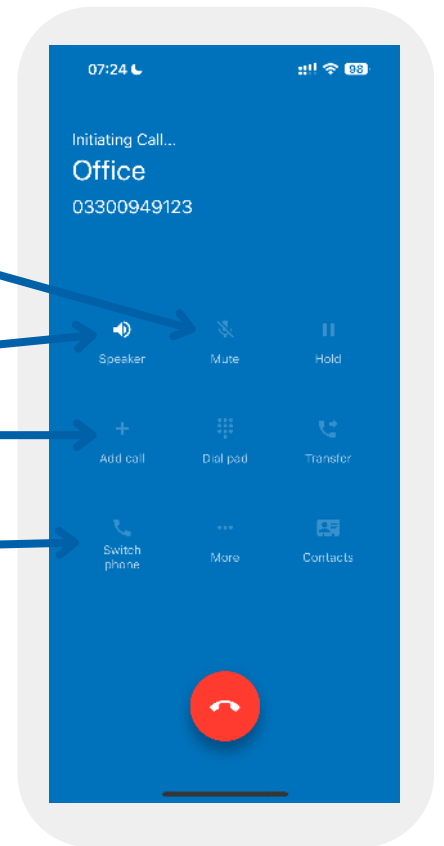 07:24 98
Initiating Call...
Office
03300949123
Speaker Mute Hold
Add call Dial pad Transfer
Switch
phone More Contacts